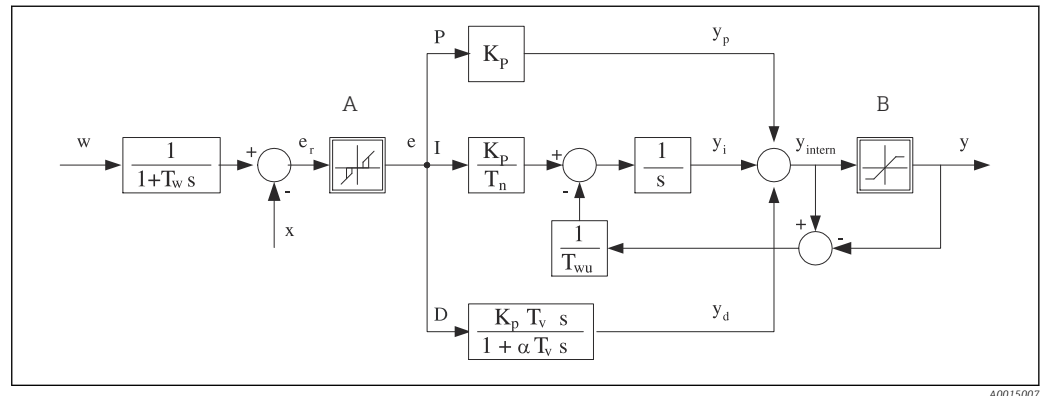 P
K_P
y_p
A
B
w
1
1+T_w s
+
e_r
-
x
e
I
K_P
T_n
+
-
1
s
y_i
y_intern
y
1
T_wu
+
-
D
K_p T_v s
1 + α T_v s
y_d
A0015007